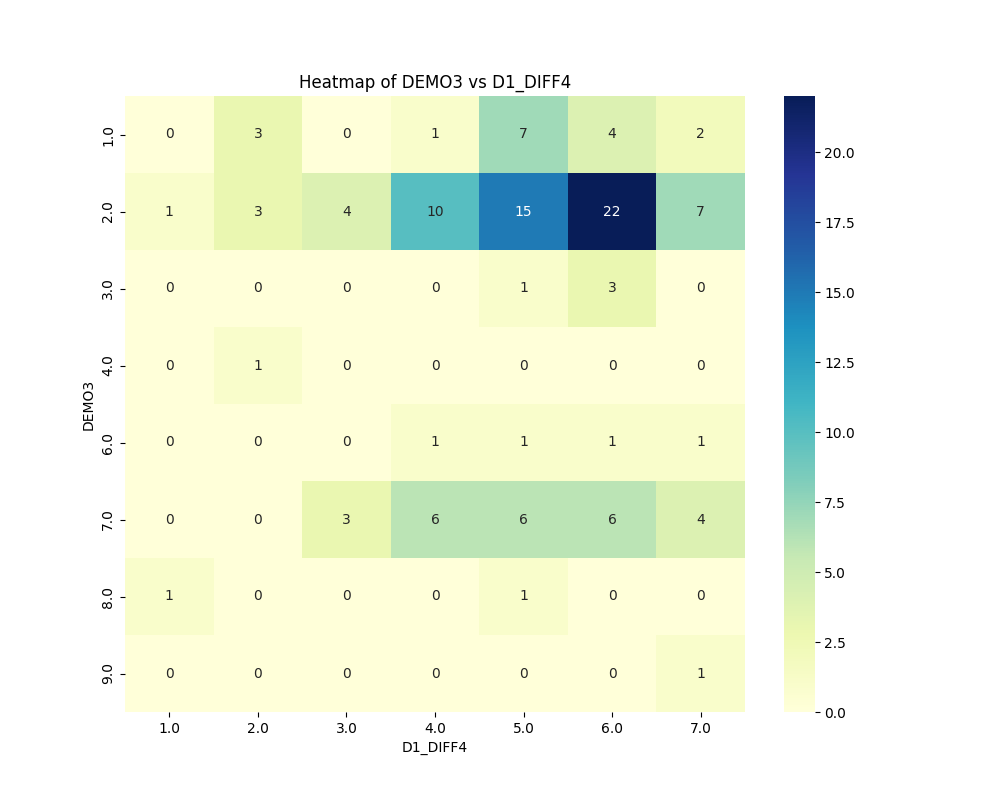 Heatmap of DEMO3 vs D1_DIFF4
1.0 0 3 0 1 7 4 2
2.0 1 3 4 10 15 22 7
3.0 0 0 0 0 1 3 0
4.0 0 1 0 0 0 0 0
6.0 0 0 0 1 1 1 1
7.0 0 0 3 6 6 6 4
8.0 1 0 0 0 1 0 0
9.0 0 0 0 0 0 0 1
1.0 2.0 3.0 4.0 5.0 6.0 7.0
D1_DIFF4
DEMO3
20.0
17.5
15.0
12.5
10.0
7.5
5.0
2.5
0.0